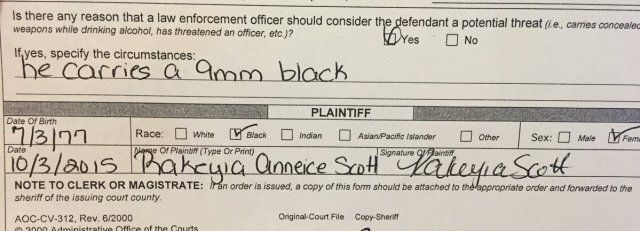 Is there any reason that a law enforcement officer should consider the defendant a potential threat (i.e., carries concealed
weapons while drinking alcohol, has threatened an officer, etc.)? Yes No
If yes, specify the circumstances:
he carries a 9mm black
PLAINTIFF
Date Of Birth
7/3/77 Race: White Black Indian Asian/Pacific Islander Other Sex: Male Fem
Date Name Of Plaintiff (Type Or Print) Signature Of Plaintiff
10/3/2015 Rakeyia Anneice Scott Rakeyia Scott
NOTE TO CLERK OR MAGISTRATE: If an order is issued, a copy of this form should be attached to the appropriate order and forwarded to the
sheriff of the issuing court county.
AOC-CV-312, Rev. 6/2000 Original-Court File Copy-Sheriff
© 2000 Administrative Office of the Courts